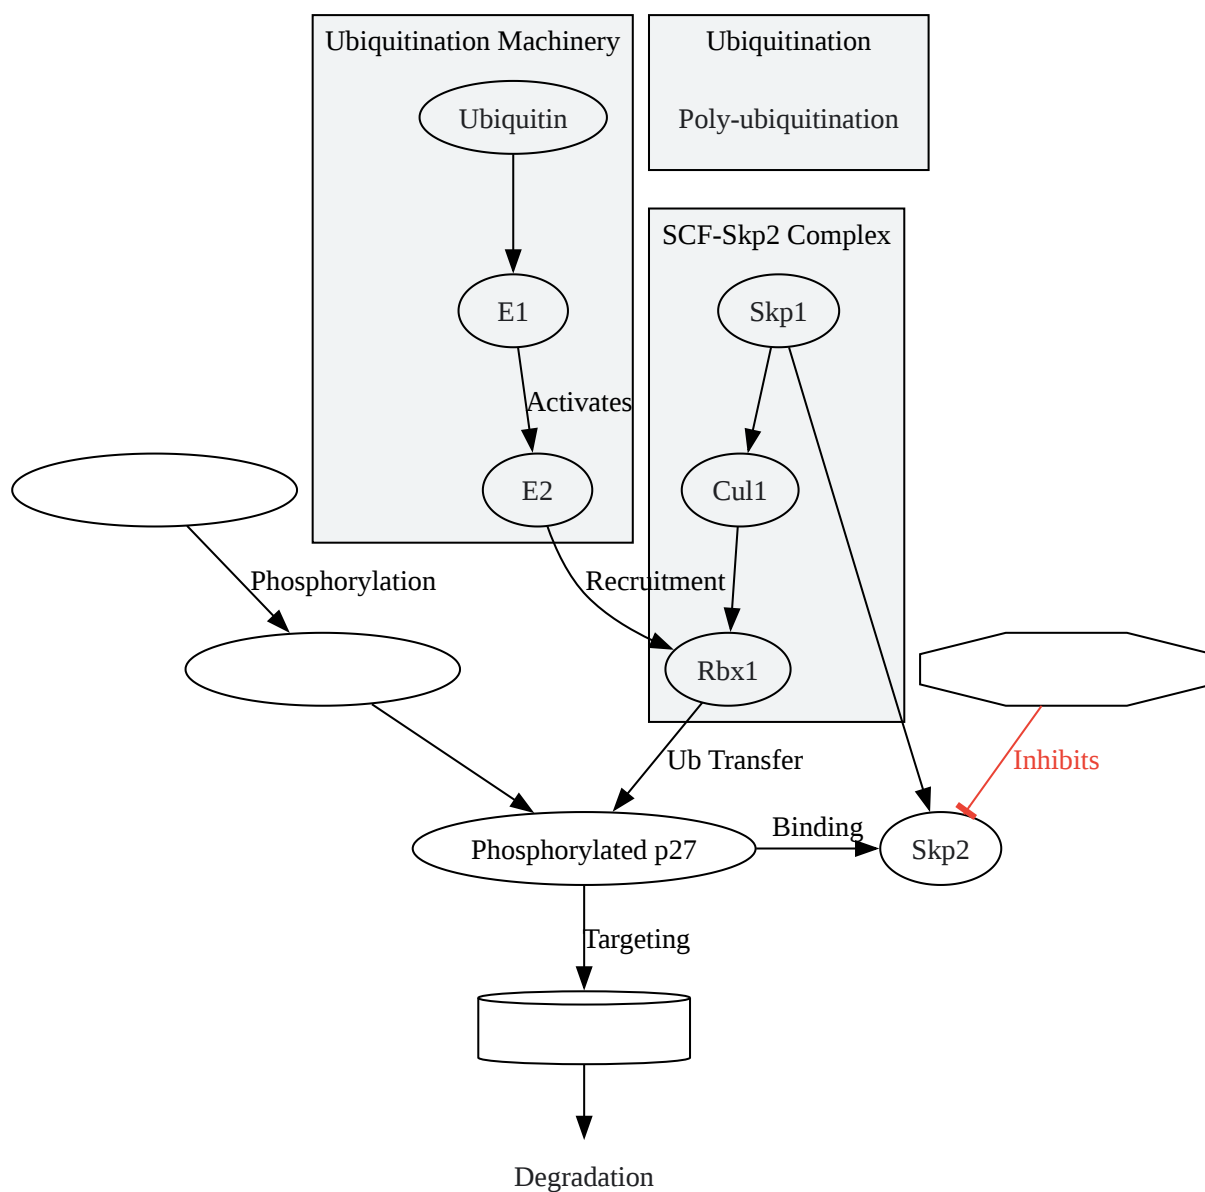 Ubiquitination Machinery
Ubiquitination
Ubiquitin
Poly-ubiquitination
SCF-Skp2 Complex
E1
Skp1
Activates
E2
Cul1
Phosphorylation
Recruitment
Rbx1
Ub Transfer
Inhibits
Binding
Phosphorylated p27
Skp2
Targeting
Degradation